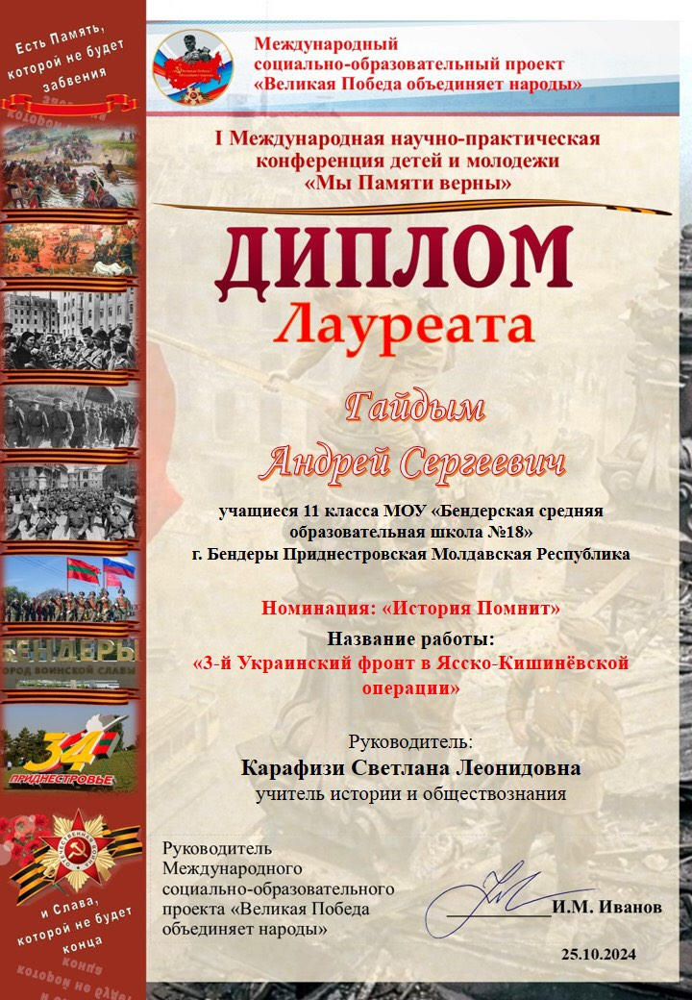 Есть Память,
которой не будет
забвения
Международный
социально-образовательный проект
«Великая Победа объединяет народы»
I Международная научно-практическая
конференция детей и молодежи
«Мы Памяти верны»
ДИПЛОМ
Лауреата
Гайдым
Андрей Сергеевич
учащиеся 11 класса МОУ «Бендерская средняя
образовательная школа №18»
г. Бендеры Приднестровская Молдавская Республика
Номинация: «История Помнит»
Название работы:
«3-й Украинский фронт в Ясско-Кишинёвской
операции»
Руководитель:
Карафизи Светлана Леонидовна
учитель истории и обществознания
Руководитель
Международного
социально-образовательного
проекта «Великая Победа
объединяет народы»
И.М. Иванов
25.10.2024
БЕНДЕРЫ
ГОРОД ВОИНСКОЙ СЛАВЫ
34
ПРИДНЕСТРОВЬЕ
ОТЕЧЕСТВЕННАЯ ВОЙНА
и Слава,
которой не будет
конца